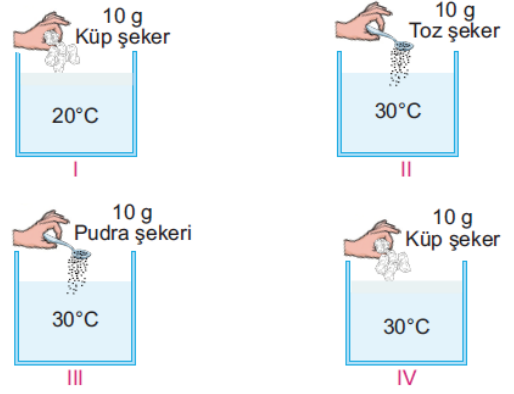 10 g
Küp şeker
20°C
I
10 g
Toz şeker
30°C
II
10 g
Pudra şekeri
30°C
III
10 g
Küp şeker
30°C
IV